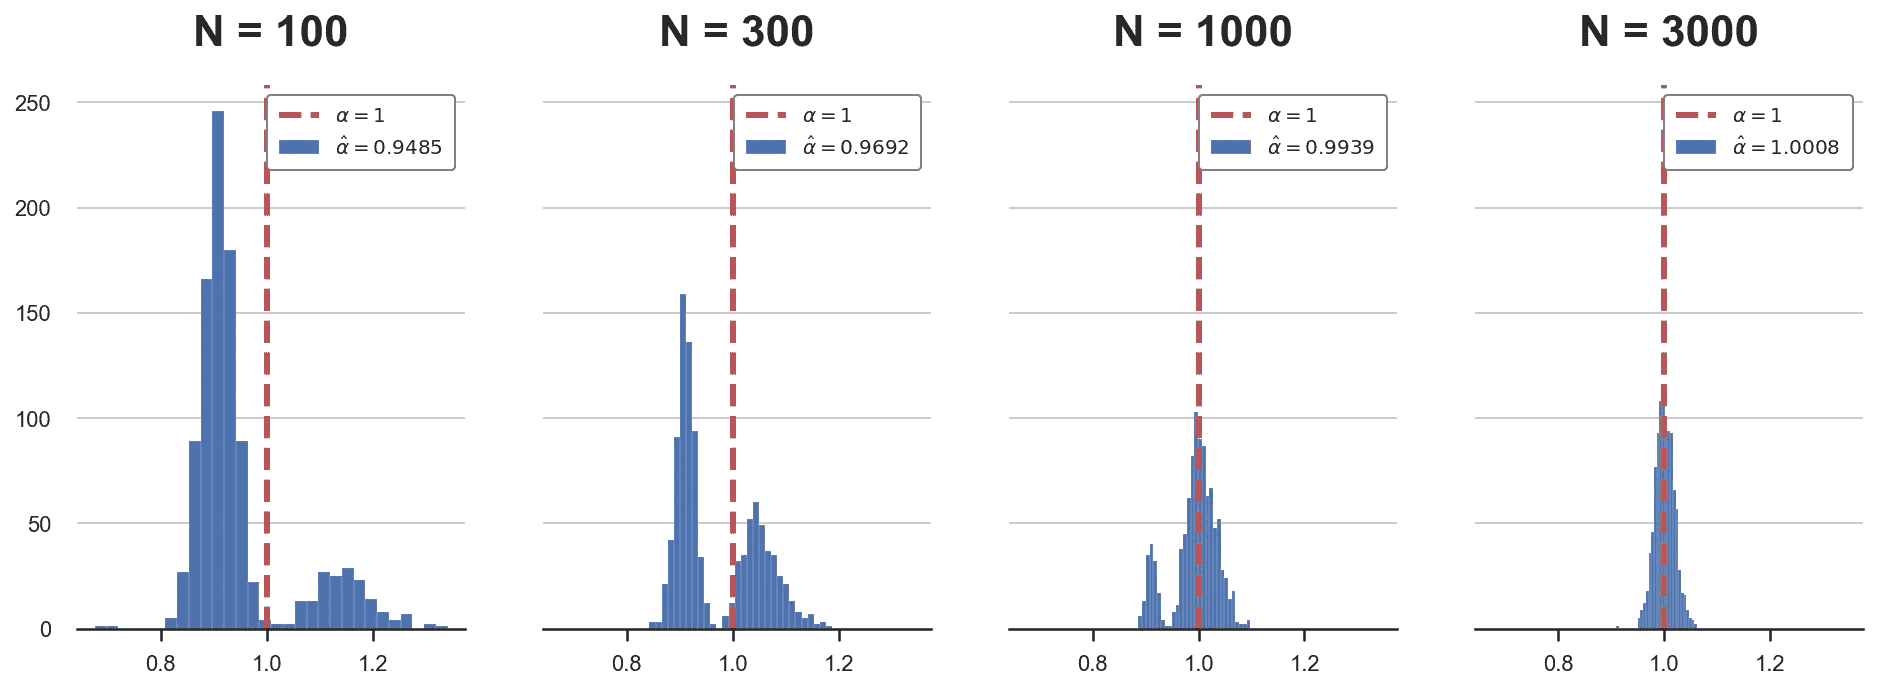 N = 100
N = 300
N = 1000
N = 3000
250
200
150
100
50
0
α = 1
α̂ = 0.9485
α = 1
α̂ = 0.9692
α = 1
α̂ = 0.9939
α = 1
α̂ = 1.0008
0.8 1.0 1.2
0.8 1.0 1.2
0.8 1.0 1.2
0.8 1.0 1.2